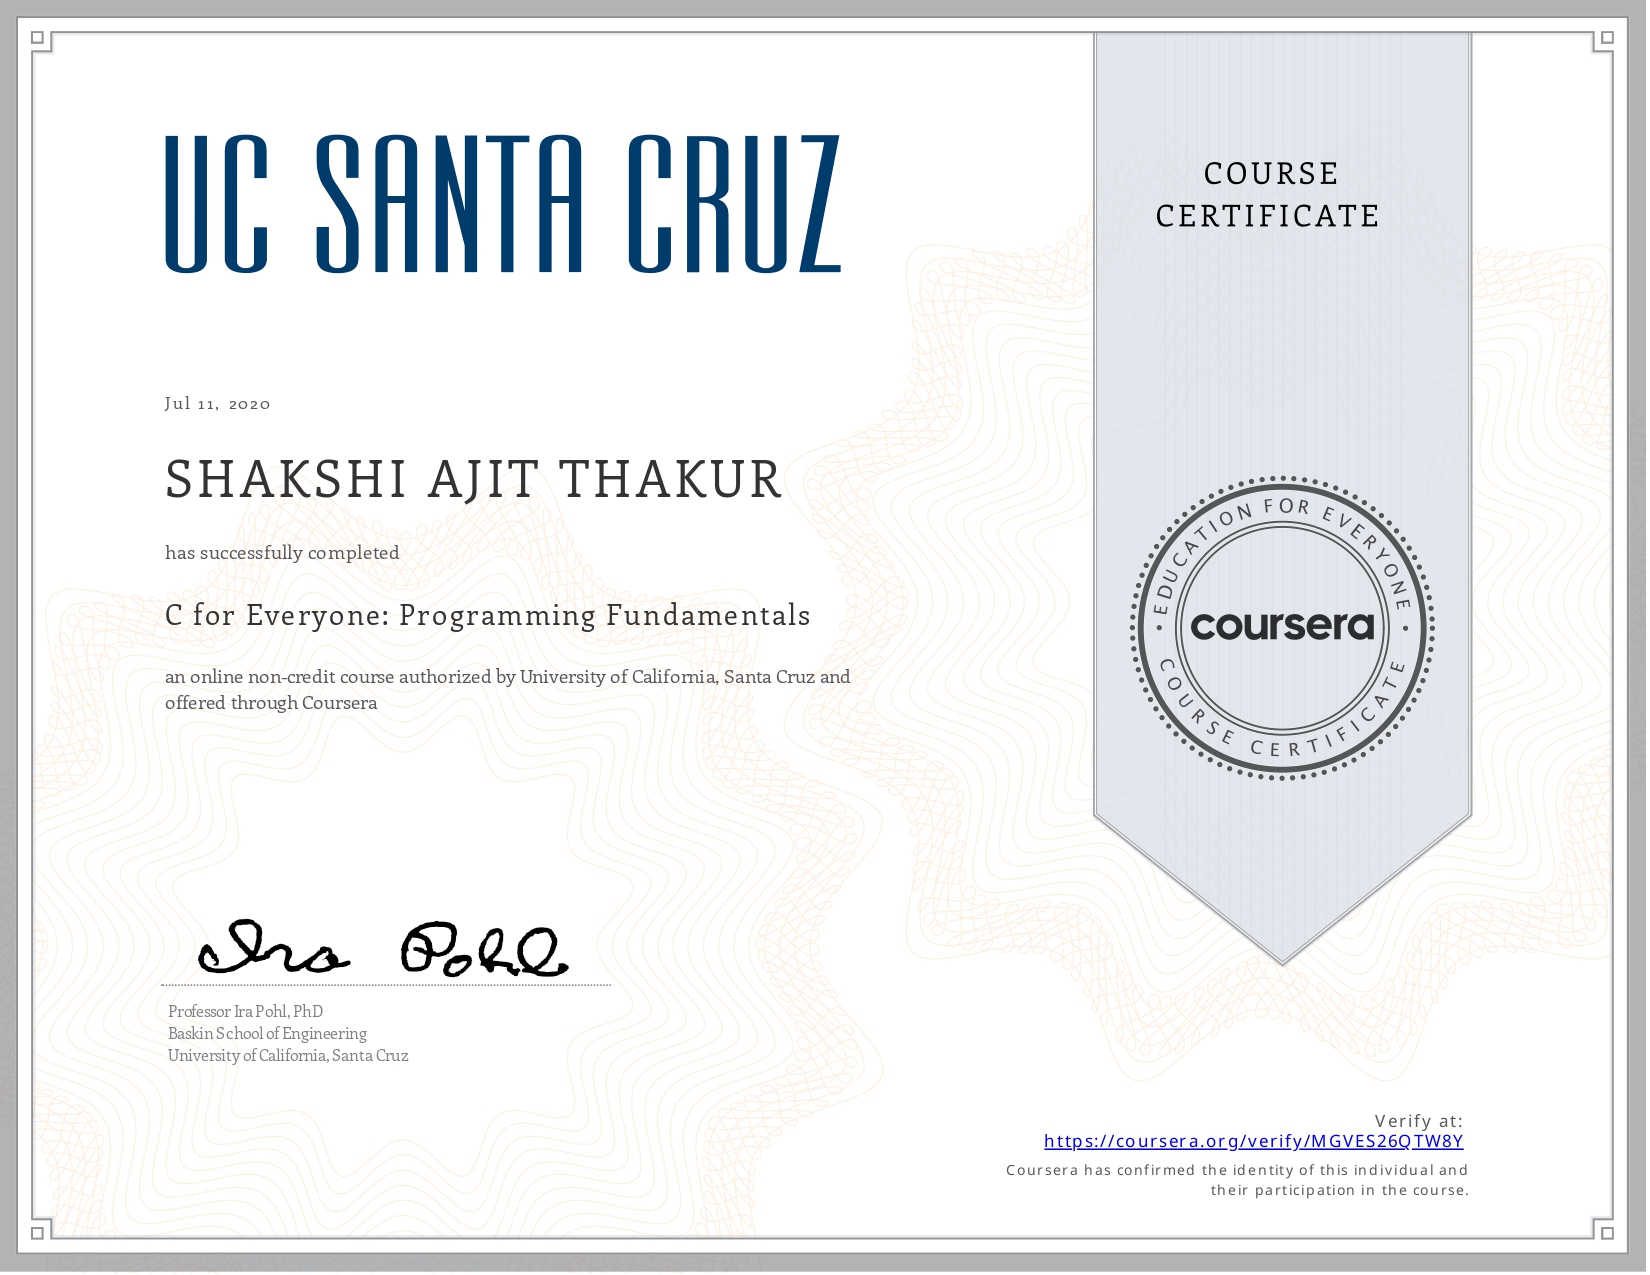 UC SANTA CRUZ
COURSE
CERTIFICATE
Jul 11, 2020
SHAKSHI AJIT THAKUR
has successfully completed
C for Everyone: Programming Fundamentals
an online non-credit course authorized by University of California, Santa Cruz and
offered through Coursera
EDUCATION FOR EVERYONE
coursera
COURSE CERTIFICATE
Ira Pohl
Professor Ira Pohl, PhD
Baskin School of Engineering
University of California, Santa Cruz
Verify at:
https://coursera.org/verify/MGVES26QTW8Y
Coursera has confirmed the identity of this individual and
their participation in the course.